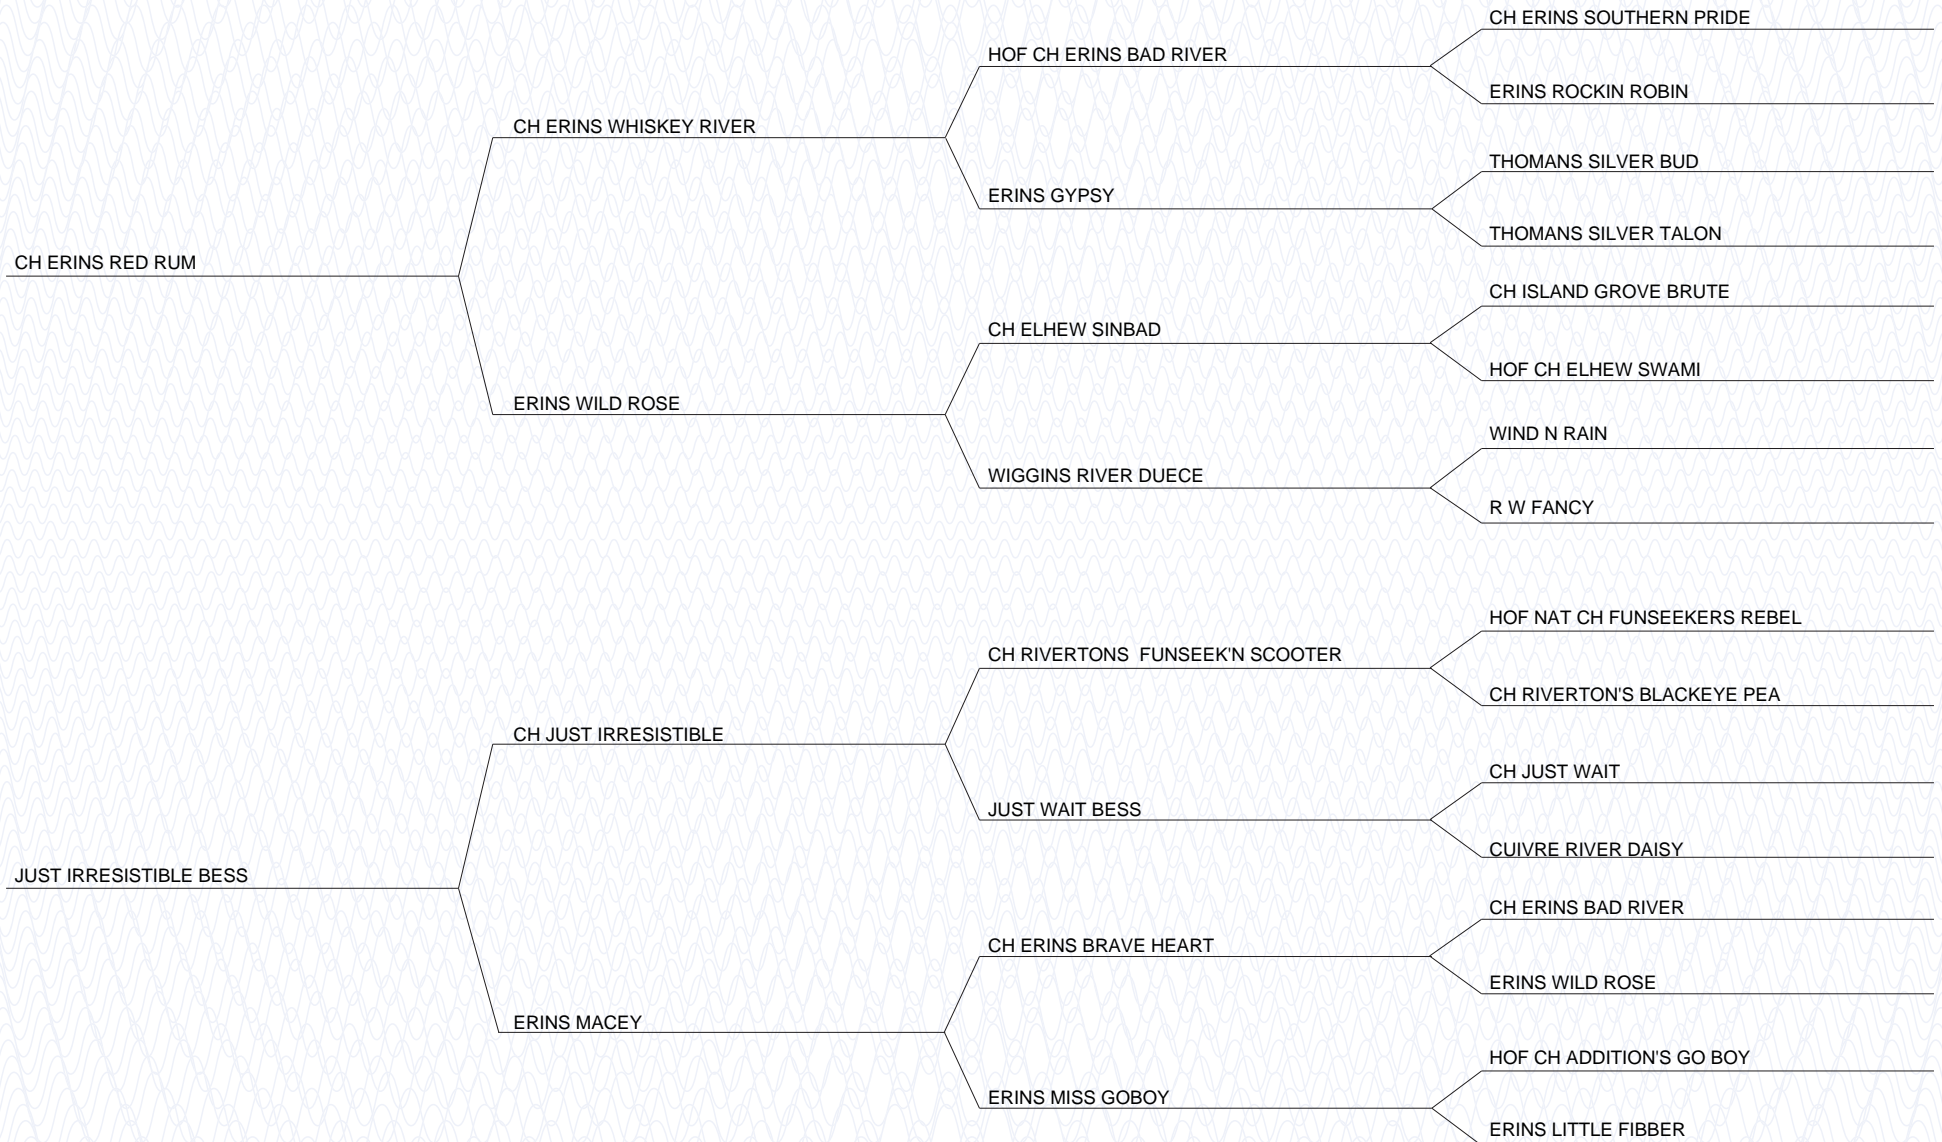 CH ERINS SOUTHERN PRIDE
HOF CH ERINS BAD RIVER
ERINS ROCKIN ROBIN
CH ERINS WHISKEY RIVER
THOMANS SILVER BUD
ERINS GYPSY
THOMANS SILVER TALON
CH ERINS RED RUM
CH ISLAND GROVE BRUTE
CH ELHEW SINBAD
HOF CH ELHEW SWAMI
ERINS WILD ROSE
WIND N RAIN
WIGGINS RIVER DUECE
R W FANCY
HOF NAT CH FUNSEEKERS REBEL
CH RIVERTONS  FUNSEEK'N SCOOTER
CH RIVERTON'S BLACKEYE PEA
CH JUST IRRESISTIBLE
CH JUST WAIT
JUST WAIT BESS
CUIVRE RIVER DAISY
JUST IRRESISTIBLE BESS
CH ERINS BAD RIVER
CH ERINS BRAVE HEART
ERINS WILD ROSE
ERINS MACEY
HOF CH ADDITION'S GO BOY
ERINS MISS GOBOY
ERINS LITTLE FIBBER